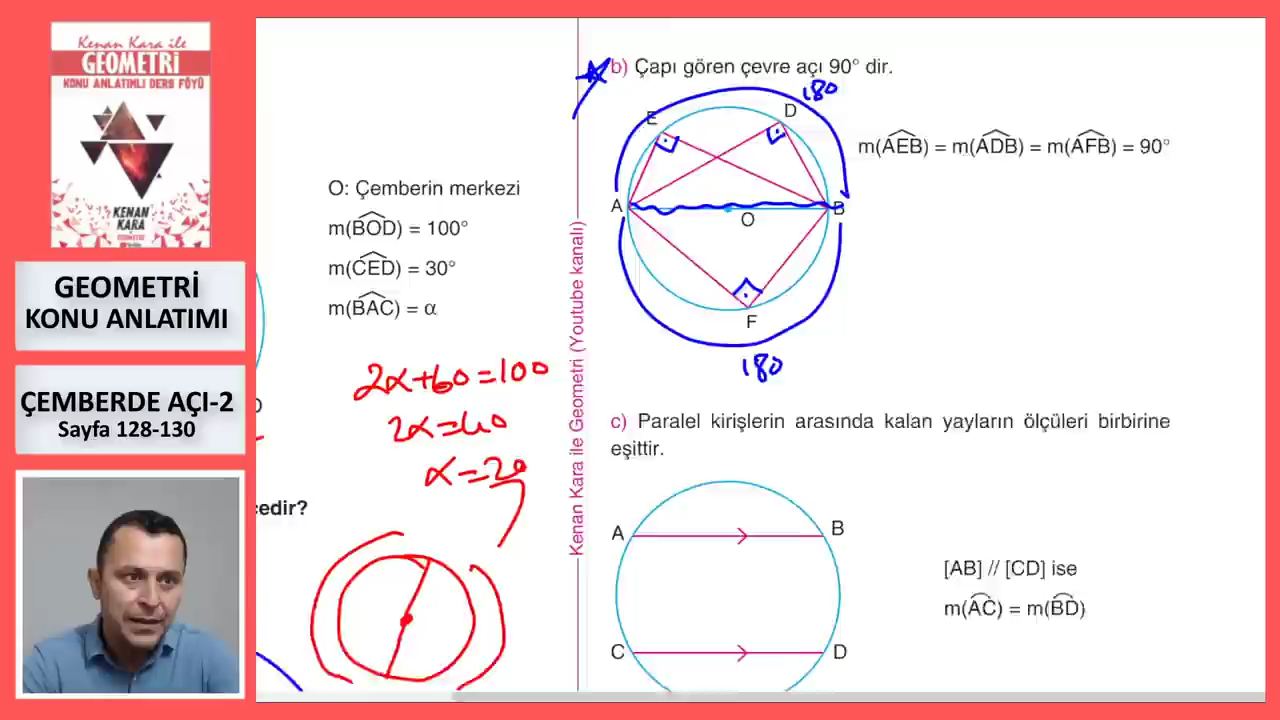 Kenan Kara ile
GEOMETRİ
KONU ANLATIMLI DERS FÖYÜ
KENAN
KARA
GEOMETRİ
KONU ANLATIMI
ÇEMBERDE AÇI-2
Sayfa 128-130
O: Çemberin merkezi
m(BOD) = 100°
m(CED) = 30°
m(BAC) = α
2α+60=100
2α=40
α=20
cedir?
Kenan Kara ile Geometri (Youtube kanalı)
b) Çapı gören çevre açı 90° dir.
180
E
D
A
B
O
F
180
m(AEB) = m(ADB) = m(AFB) = 90°
c) Paralel kirişlerin arasında kalan yayların ölçüleri birbirine
eşittir.
A
B
C
D
[AB] // [CD] ise
m(AC) = m(BD)